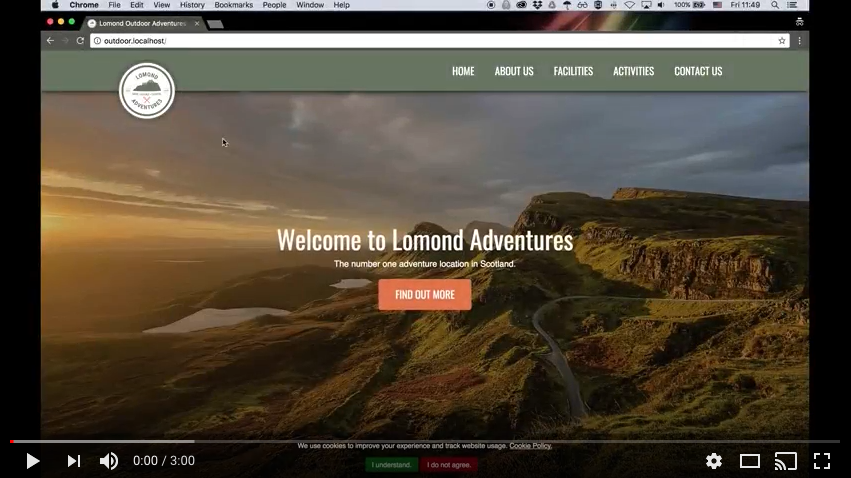 Chrome File Edit View History Bookmarks People Window Help 100% Fri 11:49
Lomond Outdoor Adventures
outdoor.localhost/
HOME ABOUT US FACILITIES ACTIVITIES CONTACT US
LOMOND
ADVENTURES
Welcome to Lomond Adventures
The number one adventure location in Scotland.
FIND OUT MORE
We use cookies to improve your experience and track website usage. Cookie Policy.
I understand. I do not agree.
0:00 / 3:00